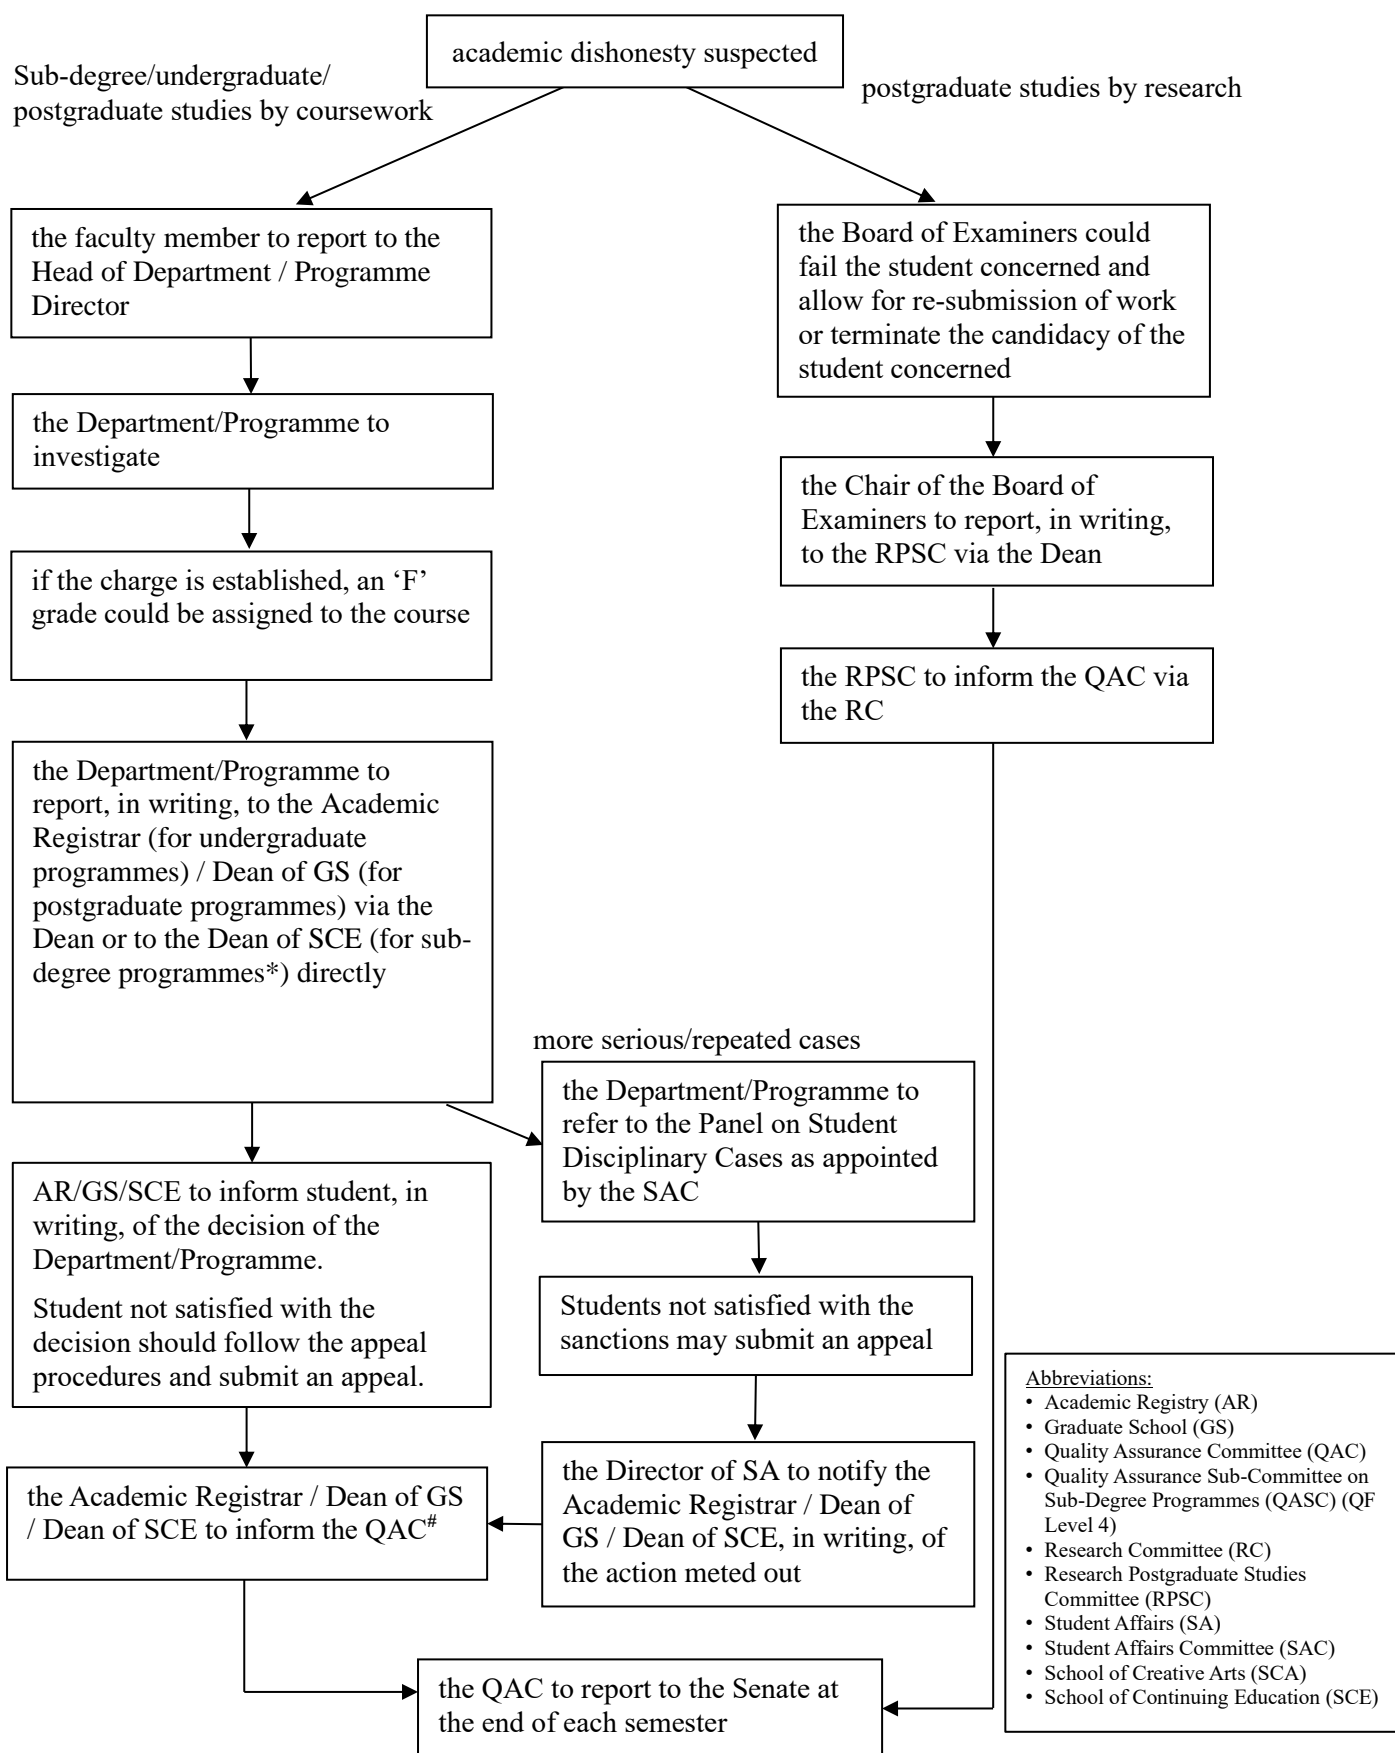 academic dishonesty suspected
Sub-degree/undergraduate/
postgraduate studies by coursework
postgraduate studies by research
the faculty member to report to the
Head of Department / Programme
Director
the Department/Programme to
investigate
if the charge is established, an ‘F’
grade could be assigned to the course
the Department/Programme to
report, in writing, to the Academic
Registrar (for undergraduate
programmes) / Dean of GS (for
postgraduate programmes) via the
Dean or to the Dean of SCE (for sub-
degree programmes*) directly
the Board of Examiners could
fail the student concerned and
allow for re-submission of work
or terminate the candidacy of the
student concerned
the Chair of the Board of
Examiners to report, in writing,
to the RPSC via the Dean
the RPSC to inform the QAC via
the RC
more serious/repeated cases
the Department/Programme to
refer to the Panel on Student
Disciplinary Cases as appointed
by the SAC
AR/GS/SCE to inform student, in
writing, of the decision of the
Department/Programme.
Student not satisfied with the
decision should follow the appeal
procedures and submit an appeal.
Students not satisfied with the
sanctions may submit an appeal
the Academic Registrar / Dean of GS
/ Dean of SCE to inform the QAC#
the Director of SA to notify the
Academic Registrar / Dean of
GS / Dean of SCE, in writing, of
the action meted out
the QAC to report to the Senate at
the end of each semester
Abbreviations:
• Academic Registry (AR)
• Graduate School (GS)
• Quality Assurance Committee (QAC)
• Quality Assurance Sub-Committee on
Sub-Degree Programmes (QASC) (QF
Level 4)
• Research Committee (RC)
• Research Postgraduate Studies
Committee (RPSC)
• Student Affairs (SA)
• Student Affairs Committee (SAC)
• School of Creative Arts (SCA)
• School of Continuing Education (SCE)